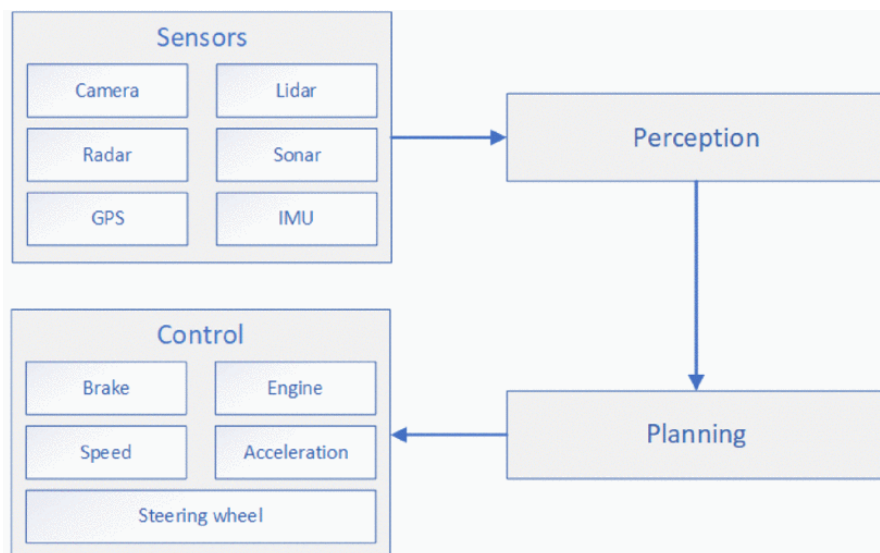 Sensors
Camera
Lidar
Radar
Sonar
GPS
IMU
Perception
Control
Brake
Engine
Speed
Acceleration
Steering wheel
Planning